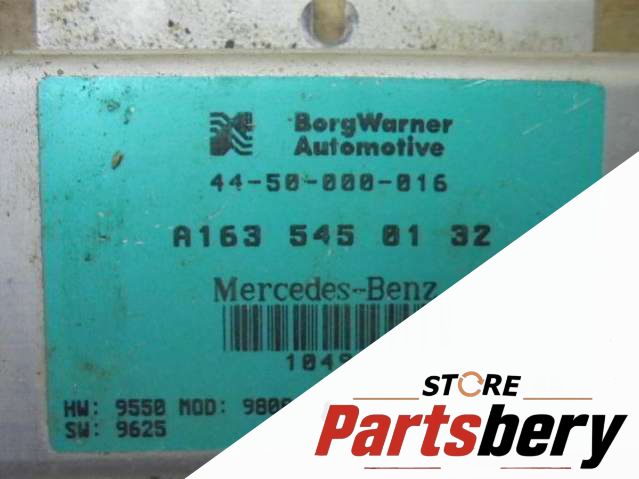 BorgWarner
Automotive
44-50-000-016
A163 545 01 32
Mercedes-Benz
HW: 9550 MOD:
SW: 9625
STORE
Partsbery